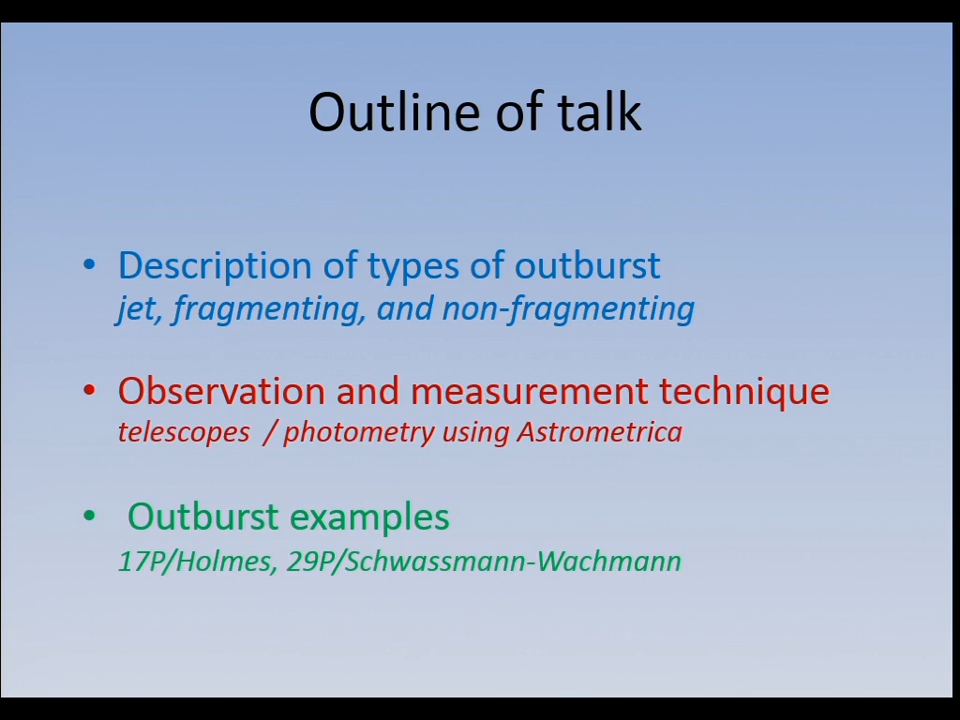 Outline of talk
• Description of types of outburst
jet, fragmenting, and non-fragmenting
• Observation and measurement technique
telescopes / photometry using Astrometrica
• Outburst examples
17P/Holmes, 29P/Schwassmann-Wachmann